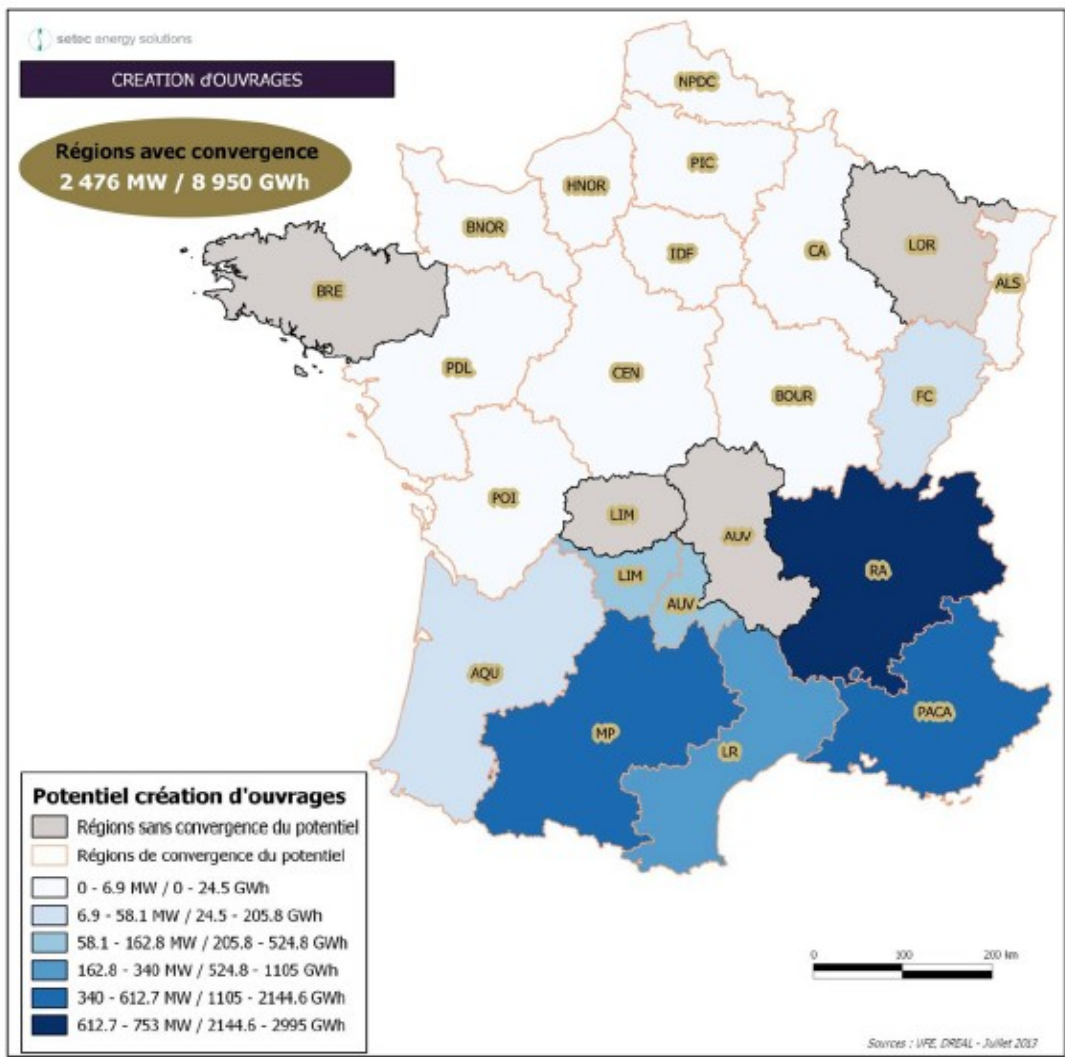 setec energy solutions
CREATION d'OUVRAGES
Régions avec convergence
2 476 MW / 8 950 GWh
NPDC
PIC
HNOR
BNOR
IDF
CA
LOR
ALS
BRE
PDL
CEN
BOUR
FC
POI
LIM
AUV
RA
LIM
AUV
AQU
MP
LR
PACA
Potentiel création d'ouvrages
Régions sans convergence du potentiel
Régions de convergence du potentiel
0 - 6.9 MW / 0 - 24.5 GWh
6.9 - 58.1 MW / 24.5 - 205.8 GWh
58.1 - 162.8 MW / 205.8 - 524.8 GWh
162.8 - 340 MW / 524.8 - 1105 GWh
340 - 612.7 MW / 1105 - 2144.6 GWh
612.7 - 753 MW / 2144.6 - 2995 GWh
0 100 200 km
Sources : UFE, DREAL - Juillet 2013